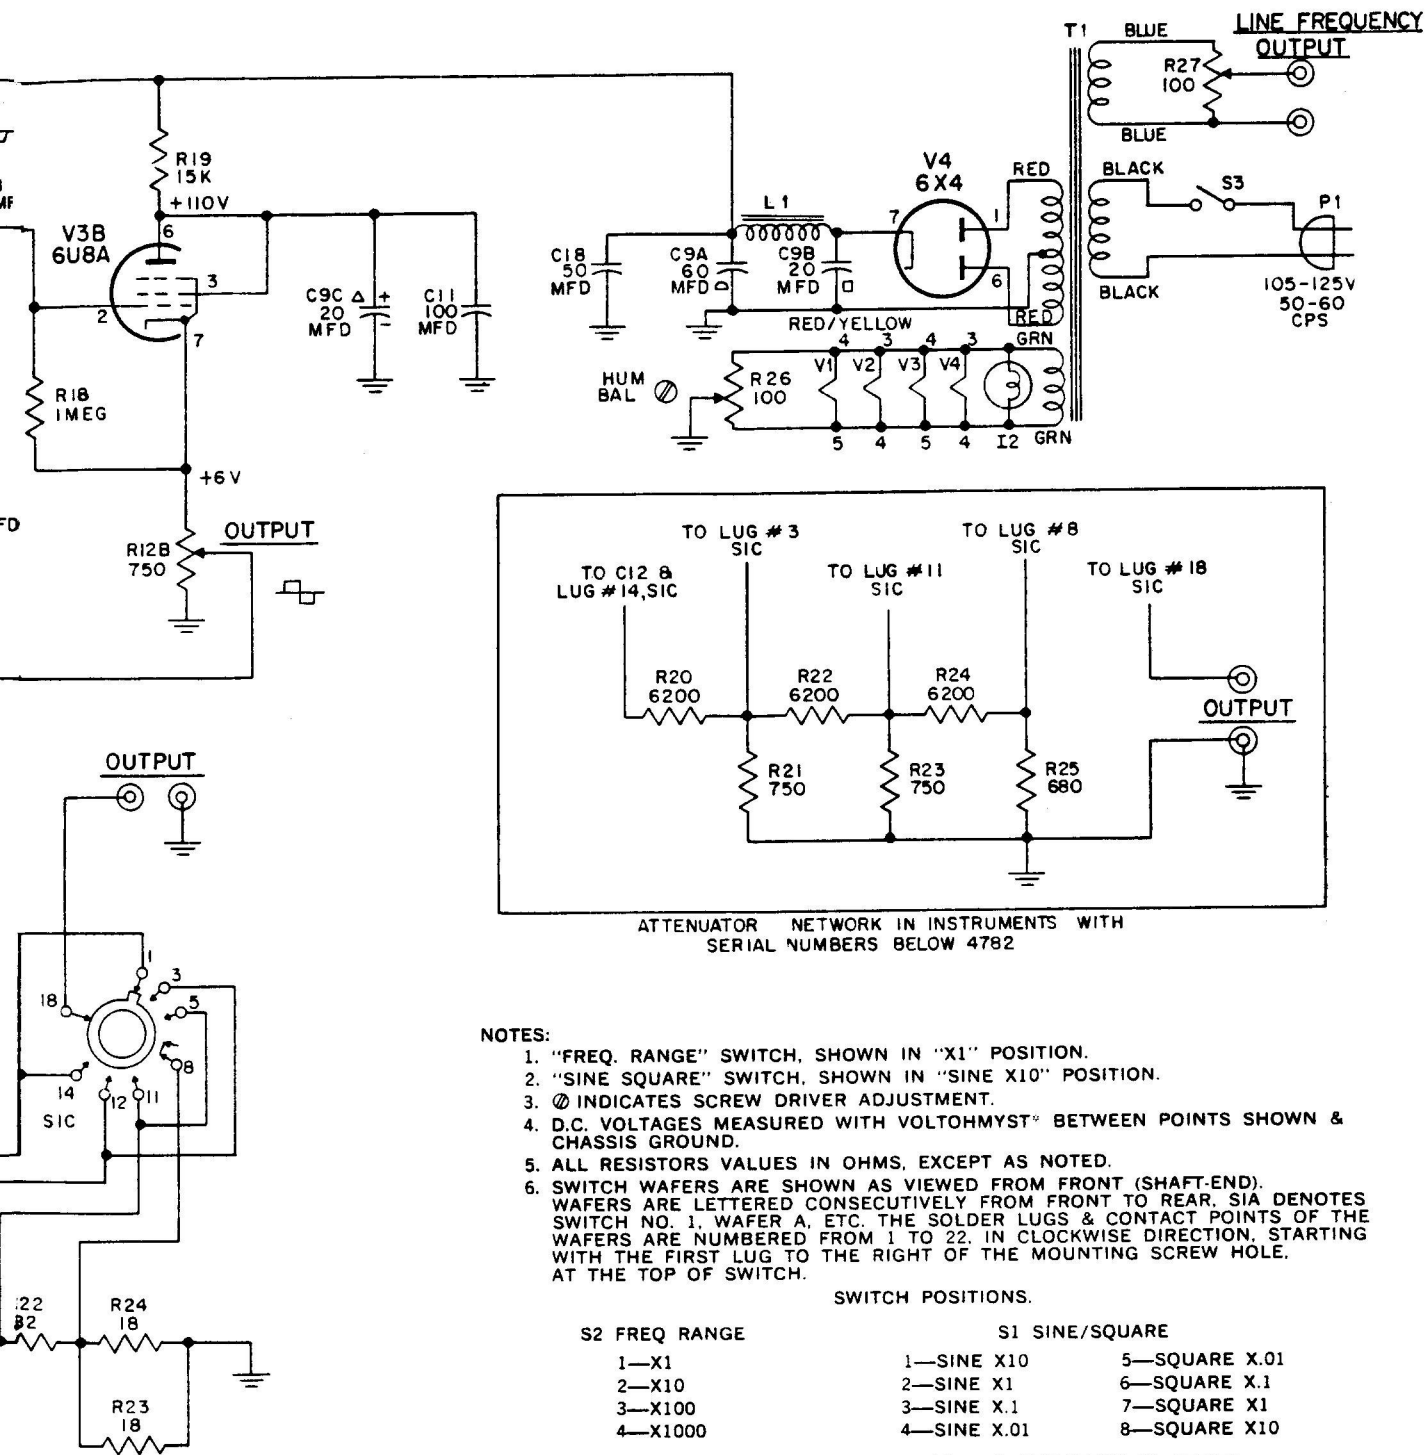 LINE FREQUENCY
OUTPUT
T1
BLUE
R27
100
BLUE
R19
15K
+110V
6
V3B
6U8A
3
2
7
MF
C9C
20
MFD
+
-
C11
100
MFD
R18
1MEG
+6V
FD
OUTPUT
R12B
750
V4
6X4
7
1
6
RED
RED
L1
C18
50
MFD
C9A
60
MFD
C9B
20
MFD
RED/YELLOW
BLACK
S3
P1
BLACK
105-125V
50-60
CPS
GRN
4 3 4 3
V1 V2 V3 V4
HUM
BAL
R26
100
5 4 5 4
I2
GRN
TO LUG #3
SIC
TO LUG #8
SIC
TO C12 &
LUG #14,SIC
TO LUG #11
SIC
TO LUG #18
SIC
R20
6200
R22
6200
R24
6200
OUTPUT
R21
750
R23
750
R25
680
ATTENUATOR NETWORK IN INSTRUMENTS WITH
SERIAL NUMBERS BELOW 4782
OUTPUT
1
3
5
8
11
12
14
18
SIC
22
R24
18
R23
18
NOTES:
1. "FREQ. RANGE" SWITCH, SHOWN IN "X1" POSITION.
2. "SINE SQUARE" SWITCH, SHOWN IN "SINE X10" POSITION.
3. INDICATES SCREW DRIVER ADJUSTMENT.
4. D.C. VOLTAGES MEASURED WITH VOLTOHMYST* BETWEEN POINTS SHOWN &
CHASSIS GROUND.
5. ALL RESISTORS VALUES IN OHMS, EXCEPT AS NOTED.
6. SWITCH WAFERS ARE SHOWN AS VIEWED FROM FRONT (SHAFT-END).
WAFERS ARE LETTERED CONSECUTIVELY FROM FRONT TO REAR, SIA DENOTES
SWITCH NO. 1, WAFER A, ETC. THE SOLDER LUGS & CONTACT POINTS OF THE
WAFERS ARE NUMBERED FROM 1 TO 22, IN CLOCKWISE DIRECTION, STARTING
WITH THE FIRST LUG TO THE RIGHT OF THE MOUNTING SCREW HOLE.
AT THE TOP OF SWITCH.
SWITCH POSITIONS.
S2 FREQ RANGE
1—X1
2—X10
3—X100
4—X1000
S1 SINE/SQUARE
1—SINE X10
2—SINE X1
3—SINE X.1
4—SINE X.01
5—SQUARE X.01
6—SQUARE X.1
7—SQUARE X1
8—SQUARE X10